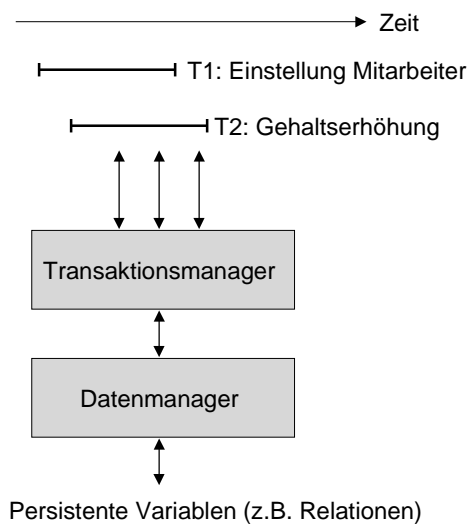 Zeit
T1: Einstellung Mitarbeiter
T2: Gehaltserhöhung
Transaktionsmanager
Datenmanager
Persistente Variablen (z.B. Relationen)